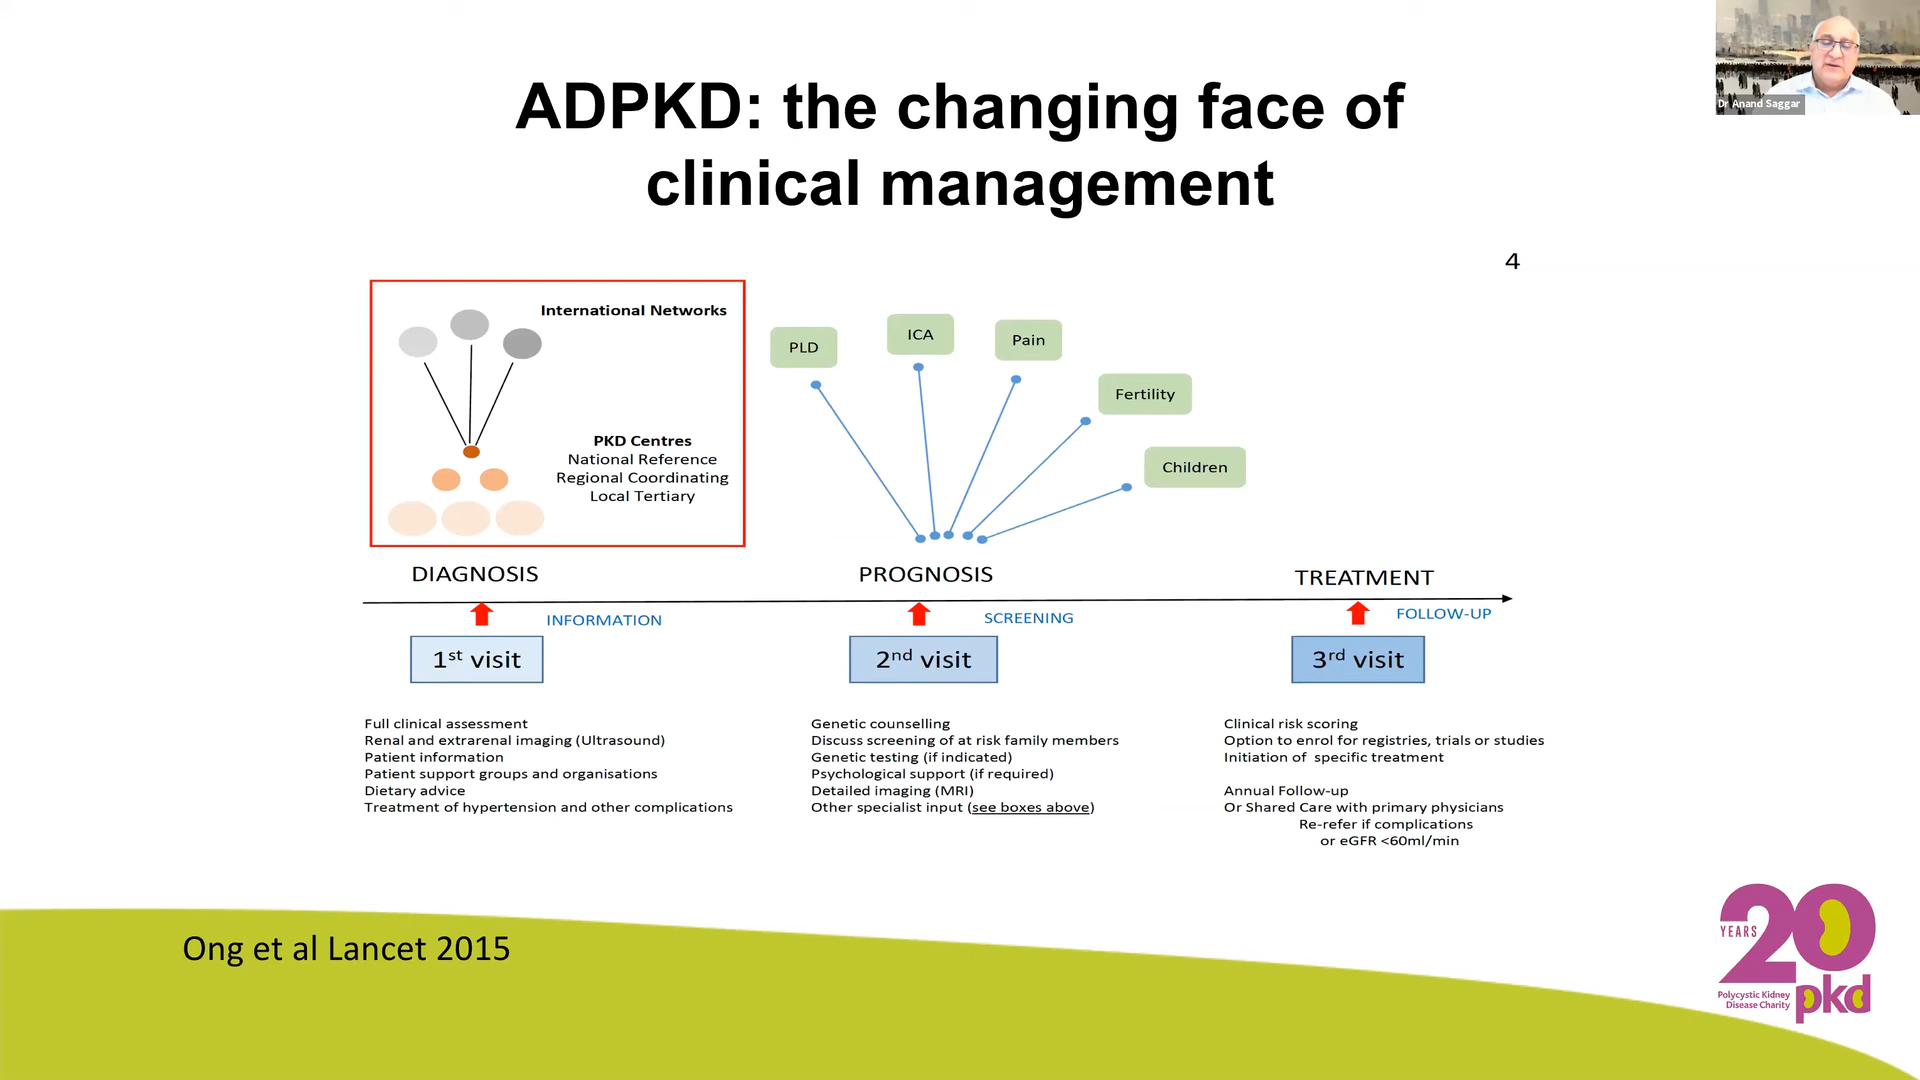 Dr Anand Saggar
ADPKD: the changing face of
clinical management
4
International Networks
PKD Centres
National Reference
Regional Coordinating
Local Tertiary
PLD
ICA
Pain
Fertility
Children
DIAGNOSIS
PROGNOSIS
TREATMENT
INFORMATION
SCREENING
FOLLOW-UP
1st visit
2nd visit
3rd visit
Full clinical assessment
Renal and extrarenal imaging (Ultrasound)
Patient information
Patient support groups and organisations
Dietary advice
Treatment of hypertension and other complications
Genetic counselling
Discuss screening of at risk family members
Genetic testing (if indicated)
Psychological support (if required)
Detailed imaging (MRI)
Other specialist input (see boxes above)
Clinical risk scoring
Option to enrol for registries, trials or studies
Initiation of specific treatment
Annual Follow-up
Or Shared Care with primary physicians
Re-refer if complications
or eGFR <60ml/min
Ong et al Lancet 2015
20
YEARS
Polycystic Kidney
Disease Charity
pkd